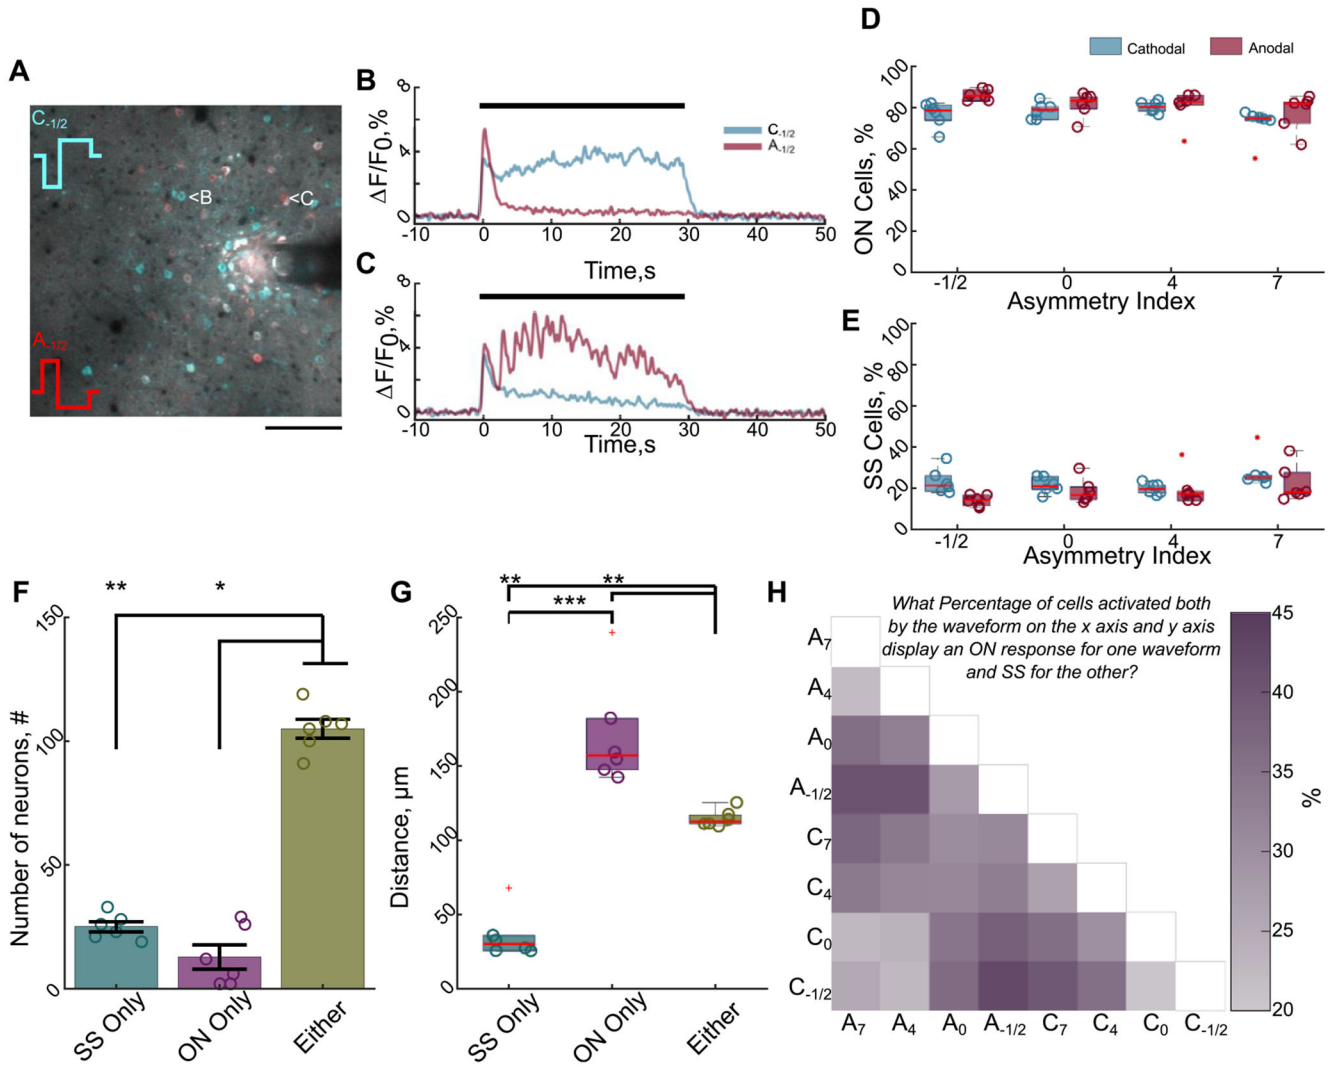 A
C-1/2
<B
<C
A-1/2
B
8
4
0
ΔF/F0,%
C-1/2
A-1/2
-10 0 10 20 30 40 50
Time,s
C
8
4
0
ΔF/F0,%
-10 0 10 20 30 40 50
Time,s
D
Cathodal Anodal
100
80
60
40
20
0
ON Cells, %
-1/2 0 4 7
Asymmetry Index
E
100
80
60
40
20
0
SS Cells, %
-1/2 0 4 7
Asymmetry Index
F
** *
150
100
50
0
Number of neurons, #
SS Only
ON Only
Either
G
** **
***
250
200
150
100
50
0
Distance, µm
SS Only
ON Only
Either
H
What Percentage of cells activated both
by the waveform on the x axis and y axis
display an ON response for one waveform
and SS for the other?
A7
A4
A0
A-1/2
C7
C4
C0
C-1/2
A7 A4 A0 A-1/2 C7 C4 C0 C-1/2
45
40
35
30
25
20
%